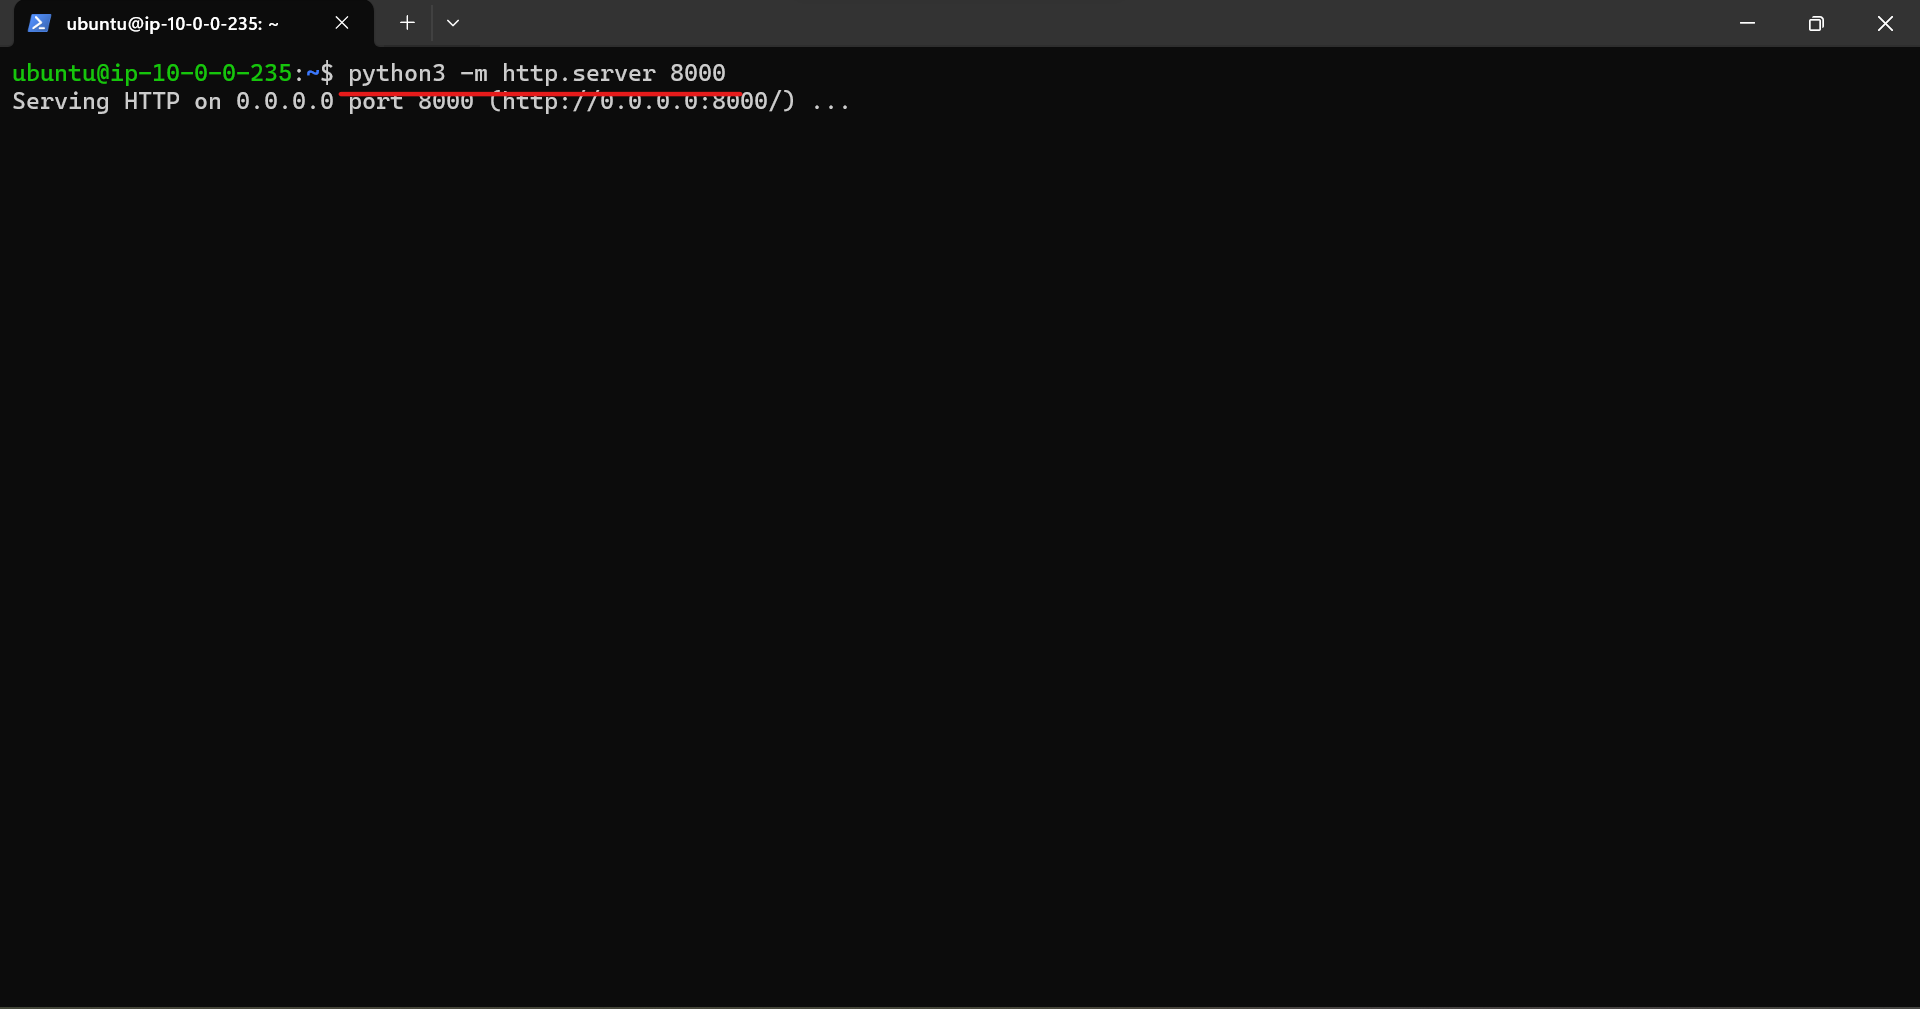 ubuntu@ip-10-0-0-235: ~
ubuntu@ip-10-0-0-235:~$ python3 -m http.server 8000
Serving HTTP on 0.0.0.0 port 8000 (http://0.0.0.0:8000/) ...